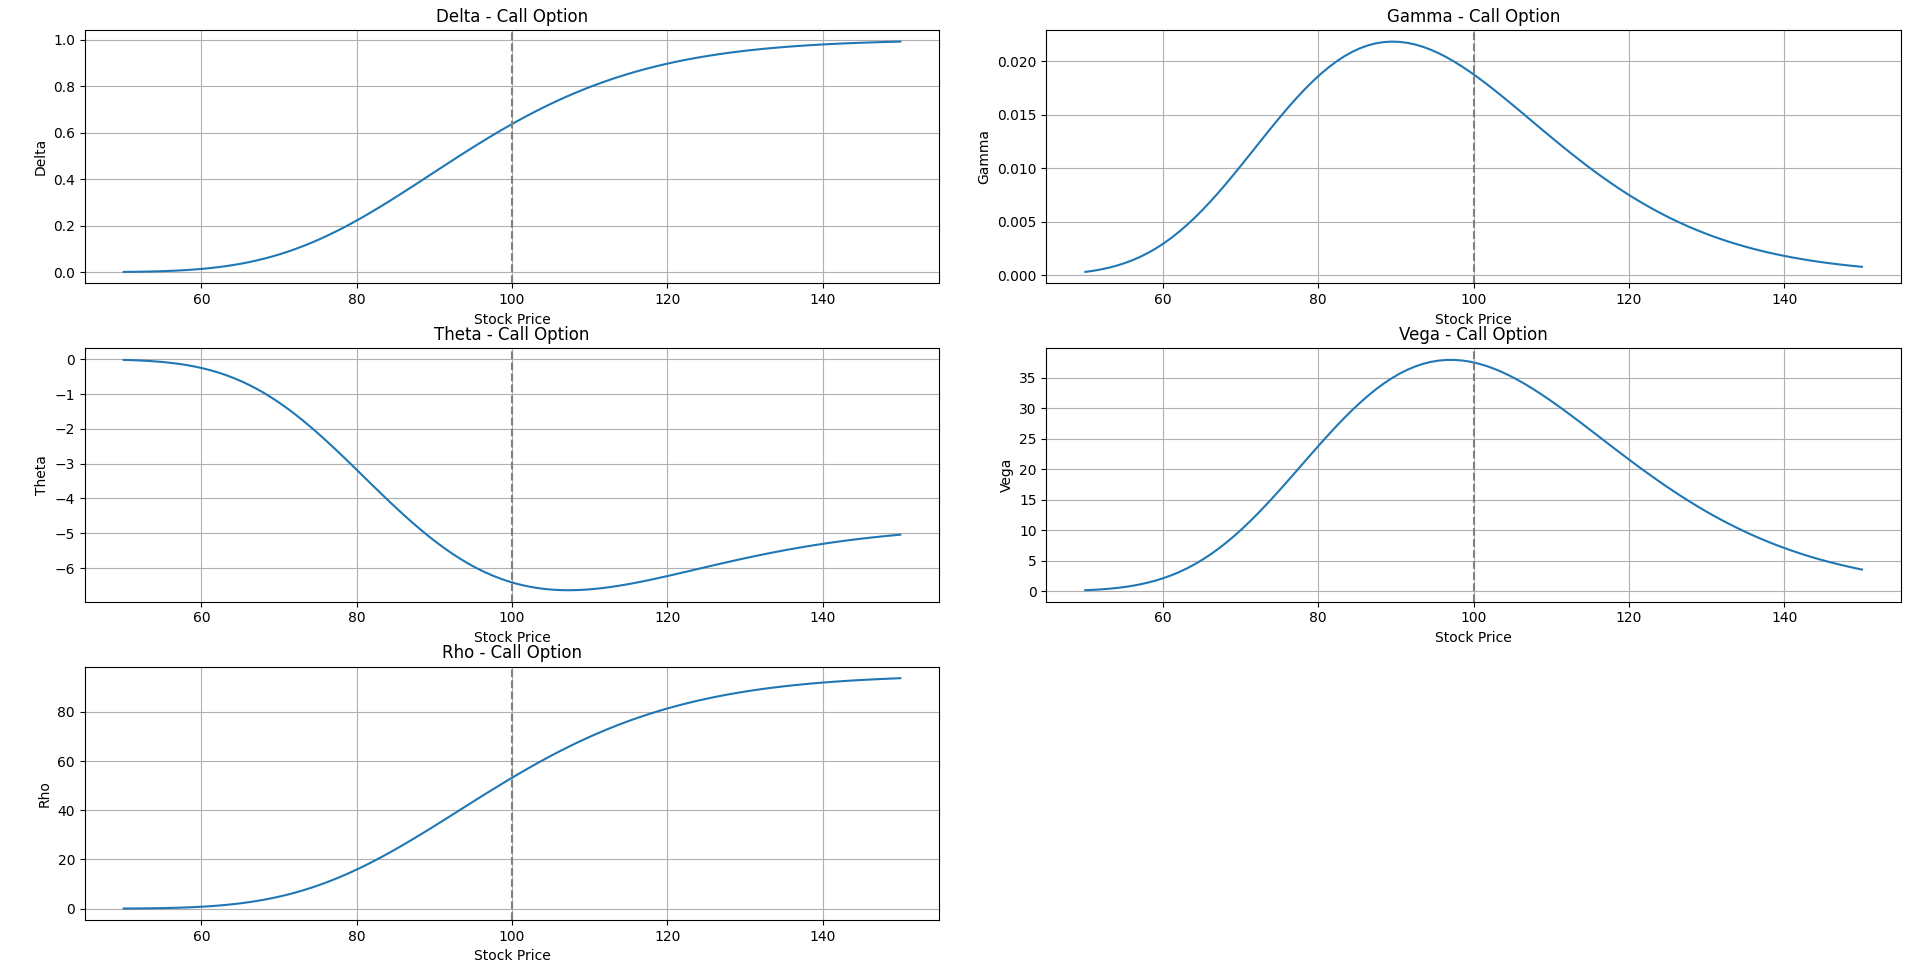 Delta - Call Option
1.0
0.8
0.6
0.4
0.2
0.0
Delta
60 80 100 120 140
Stock Price
Gamma - Call Option
0.020
0.015
0.010
0.005
0.000
Gamma
60 80 100 120 140
Stock Price
Theta - Call Option
0
−1
−2
−3
−4
−5
−6
Theta
60 80 100 120 140
Stock Price
Vega - Call Option
35
30
25
20
15
10
5
0
Vega
60 80 100 120 140
Stock Price
Rho - Call Option
80
60
40
20
0
Rho
60 80 100 120 140
Stock Price